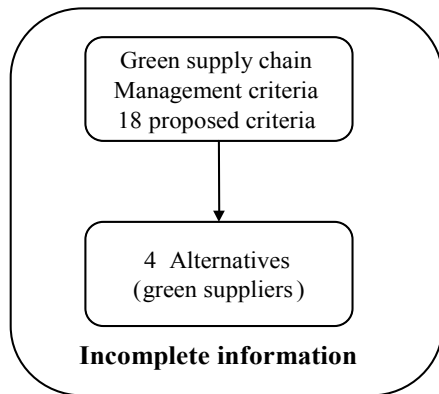 Green supply chain
Management criteria
18 proposed criteria
4 Alternatives
(green suppliers)
Incomplete information